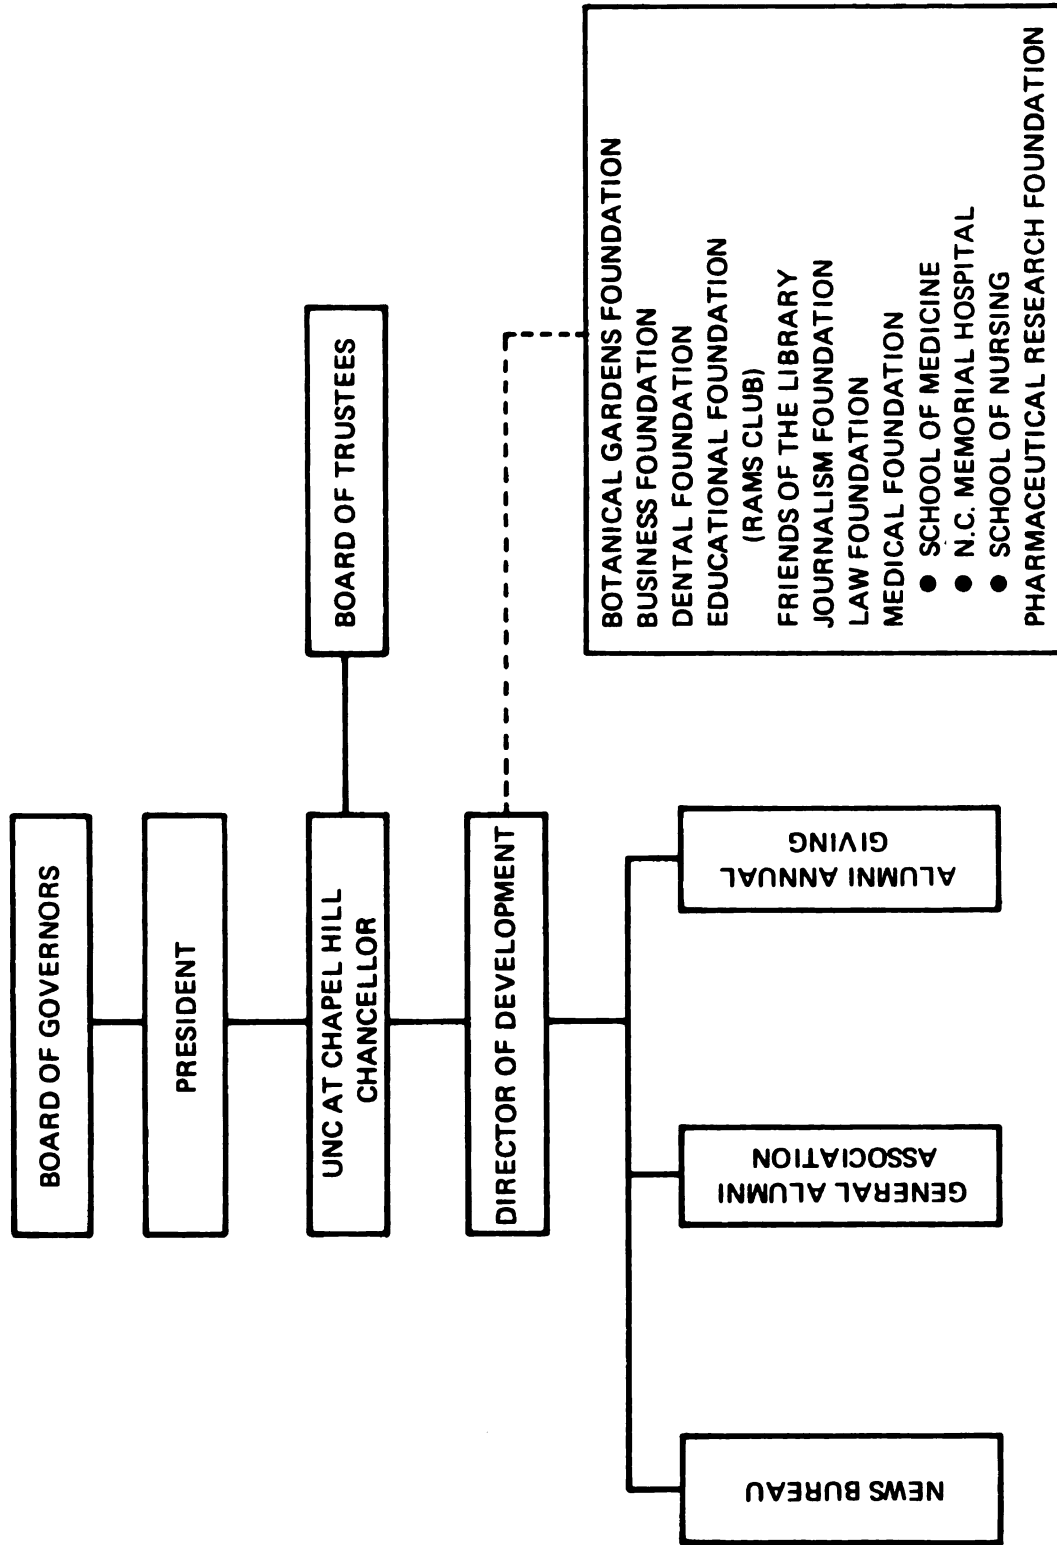 BOARD OF GOVERNORS
PRESIDENT
UNC AT CHAPEL HILL
CHANCELLOR
BOARD OF TRUSTEES
DIRECTOR OF DEVELOPMENT
NEWS BUREAU
GENERAL ALUMNI
ASSOCIATION
ALUMNI ANNUAL
GIVING
BOTANICAL GARDENS FOUNDATION
BUSINESS FOUNDATION
DENTAL FOUNDATION
EDUCATIONAL FOUNDATION
(RAMS CLUB)
FRIENDS OF THE LIBRARY
JOURNALISM FOUNDATION
LAW FOUNDATION
MEDICAL FOUNDATION
● SCHOOL OF MEDICINE
● N.C. MEMORIAL HOSPITAL
● SCHOOL OF NURSING
PHARMACEUTICAL RESEARCH FOUNDATION